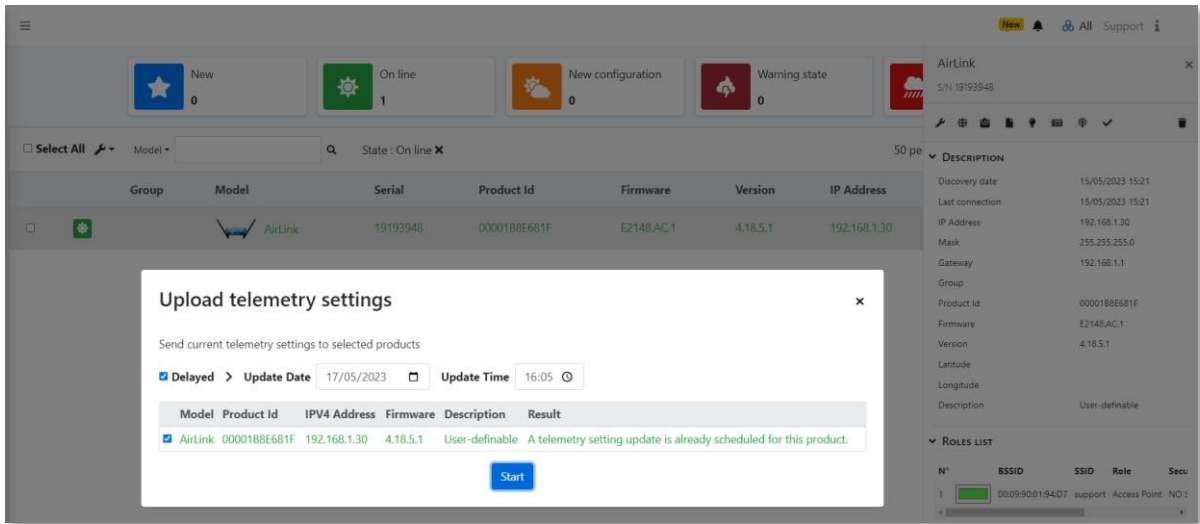 New All Support i
New
0
On line
1
New configuration
0
Warning state
0
Select All Model State : On line ✖ 50 pe
Group Model Serial Product Id Firmware Version IP Address
AirLink 19193948 00001B8E681F E2148.AC.1 4.18.5.1 192.168.1.30
Upload telemetry settings ×
Send current telemetry settings to selected products
Delayed > Update Date 17/05/2023 Update Time 16:05
Model Product Id IPV4 Address Firmware Description Result
AirLink 00001B8E681F 192.168.1.30 4.18.5.1 User-definable A telemetry setting update is already scheduled for this product.
Start
AirLink ×
S/N 19193948
DESCRIPTION
Discovery date 15/05/2023 15:21
Last connection 15/05/2023 15:21
IP Address 192.168.1.30
Mask 255.255.255.0
Gateway 192.168.1.1
Group
Product Id 00001B8E681F
Firmware E2148.AC.1
Version 4.18.5.1
Latitude
Longitude
Description User-definable
ROLES LIST
N° BSSID SSID Role Secu
1 00:09:90:01:94:D7 support Access Point NO S